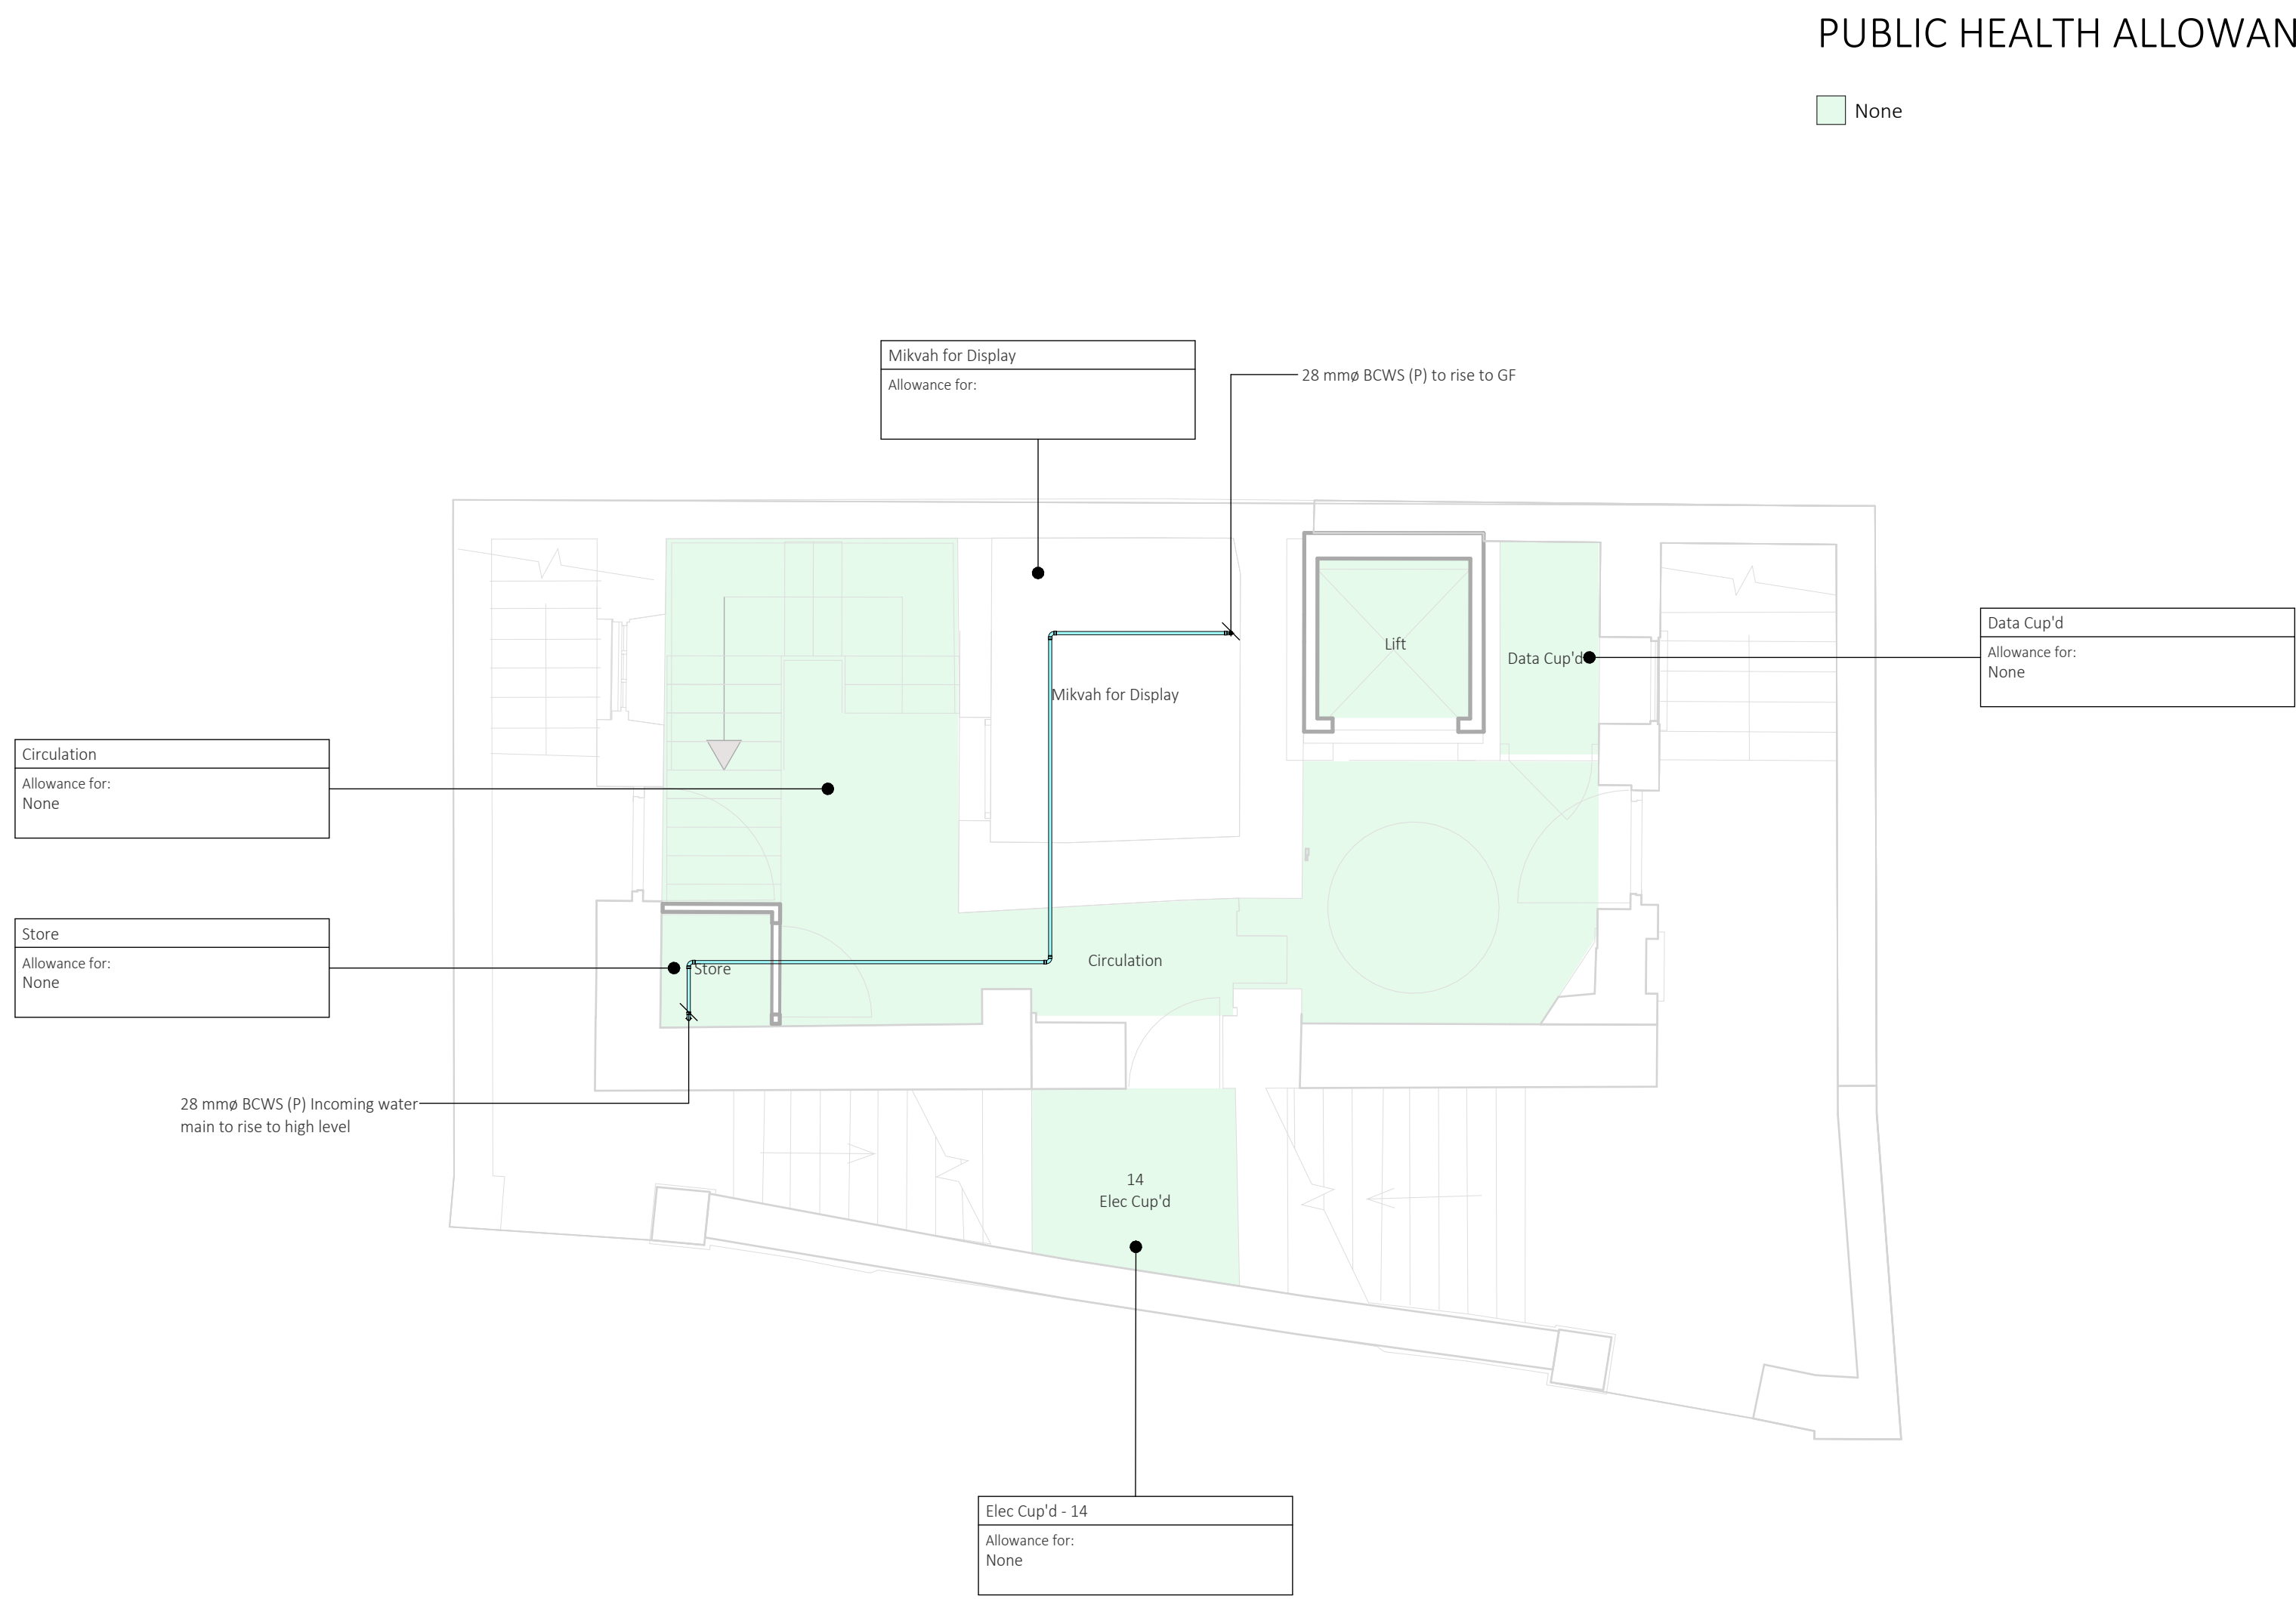 PUBLIC HEALTH ALLOWAN
None
Mikvah for Display
Allowance for:
28 mmø BCWS (P) to rise to GF
Data Cup'd
Allowance for:
None
Lift
Data Cup'd
Mikvah for Display
Circulation
Allowance for:
None
Store
Allowance for:
None
Store
Circulation
28 mmø BCWS (P) Incoming water
main to rise to high level
14
Elec Cup'd
Elec Cup'd - 14
Allowance for:
None